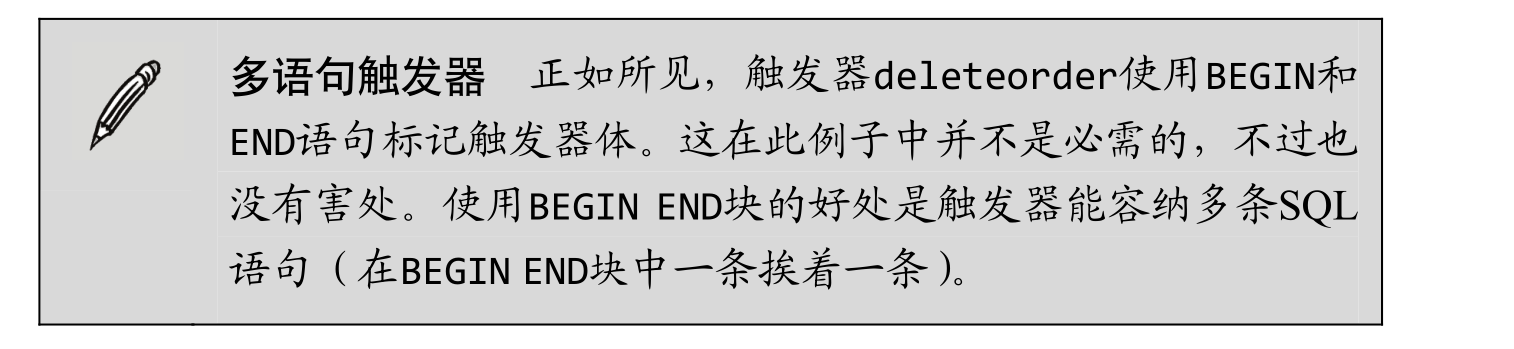 多语句触发器　正如所见，触发器deleteorder使用BEGIN和
END语句标记触发器体。这在此例子中并不是必需的，不过也
没有害处。使用BEGIN END块的好处是触发器能容纳多条SQL
语句（在BEGIN END块中一条挨着一条）。